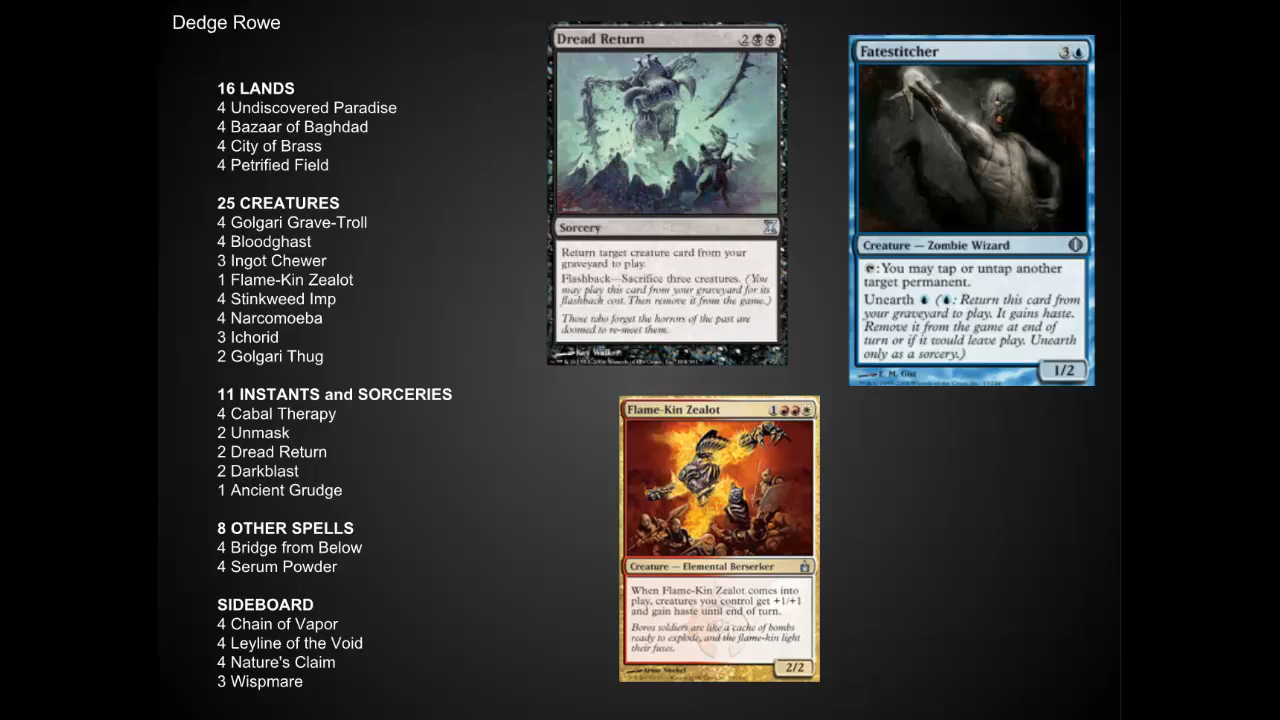 Dedge Rowe
16 LANDS
4 Undiscovered Paradise
4 Bazaar of Baghdad
4 City of Brass
4 Petrified Field
25 CREATURES
4 Golgari Grave-Troll
4 Bloodghast
3 Ingot Chewer
1 Flame-Kin Zealot
4 Stinkweed Imp
4 Narcomoeba
3 Ichorid
2 Golgari Thug
11 INSTANTS and SORCERIES
4 Cabal Therapy
2 Unmask
2 Dread Return
2 Darkblast
1 Ancient Grudge
8 OTHER SPELLS
4 Bridge from Below
4 Serum Powder
SIDEBOARD
4 Chain of Vapor
4 Leyline of the Void
4 Nature's Claim
3 Wispmare
Dread Return 2
Sorcery
Return target creature card from your
graveyard to play.
Flashback—Sacrifice three creatures. (You
may play this card from your graveyard for its
flashback cost. Then remove it from the game.)
Those who forget the horrors of the past are
doomed to re-meet them.
Kev Walker
Fatestitcher 3
Creature — Zombie Wizard
: You may tap or untap another
target permanent.
Unearth ( : Return this card from
your graveyard to play. It gains haste.
Remove it from the game at end of
turn or if it would leave play. Unearth
only as a sorcery.)
E. M. Gist
1/2
Flame-Kin Zealot 1
Creature — Elemental Berserker
When Flame-Kin Zealot comes into
play, creatures you control get +1/+1
and gain haste until end of turn.
Boros soldiers are like a cache of bombs
ready to explode, and the flame-kin light
their fuses.
2/2